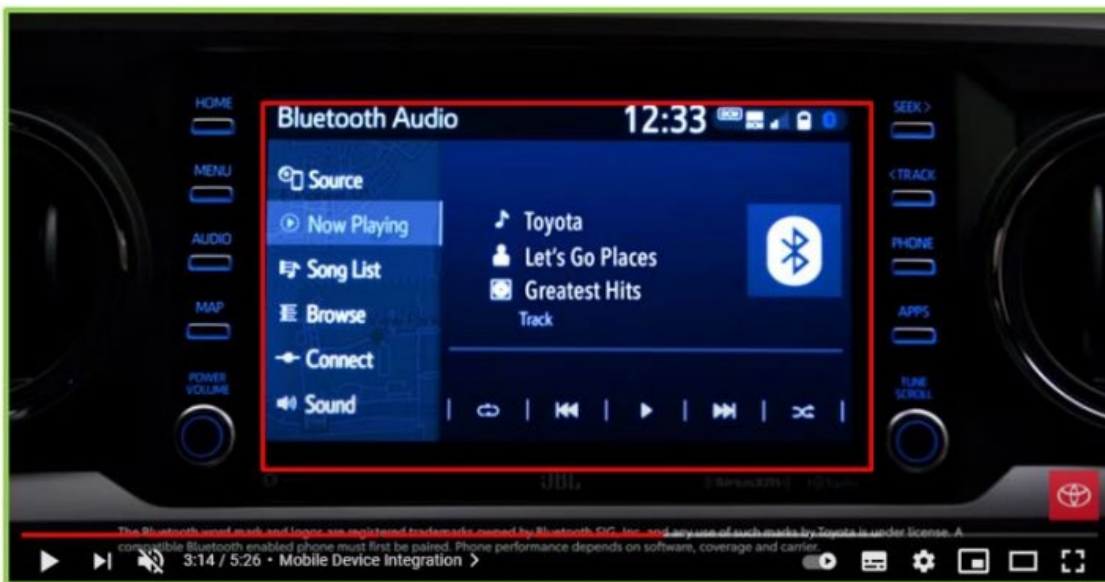 HOME
MENU
AUDIO
MAP
POWER
VOLUME
Bluetooth Audio 12:33
Source
Now Playing
Song List
Browse
Connect
Sound
Toyota
Let's Go Places
Greatest Hits
Track
SEEK >
< TRACK
PHONE
APPS
TUNE
SCROLL
JBL
The Bluetooth word mark and logos are registered trademarks owned by Bluetooth SIG, Inc. and any use of such marks by Toyota is under license. A
compatible Bluetooth enabled phone must first be paired. Phone performance depends on software, coverage and carrier.
3:14 / 5:26 • Mobile Device Integration >